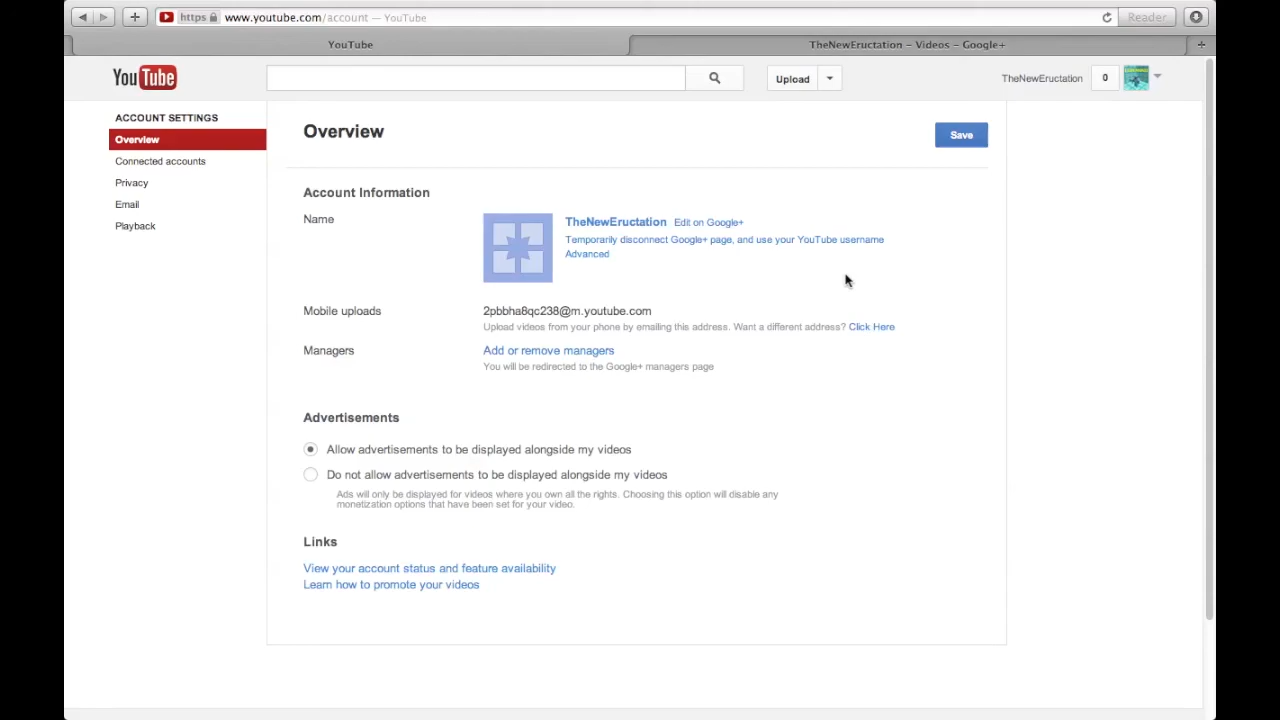 https www.youtube.com/account — YouTube
Reader
YouTube
TheNewEructation – Videos – Google+
YouTube
Upload
TheNewEructation
0
ACCOUNT SETTINGS
Overview
Connected accounts
Privacy
Email
Playback
Overview
Save
Account Information
Name
TheNewEructation Edit on Google+
Temporarily disconnect Google+ page, and use your YouTube username
Advanced
Mobile uploads
2pbbha8qc238@m.youtube.com
Upload videos from your phone by emailing this address. Want a different address? Click Here
Managers
Add or remove managers
You will be redirected to the Google+ managers page
Advertisements
Allow advertisements to be displayed alongside my videos
Do not allow advertisements to be displayed alongside my videos
Ads will only be displayed for videos where you own all the rights. Choosing this option will disable any
monetization options that have been set for your video.
Links
View your account status and feature availability
Learn how to promote your videos